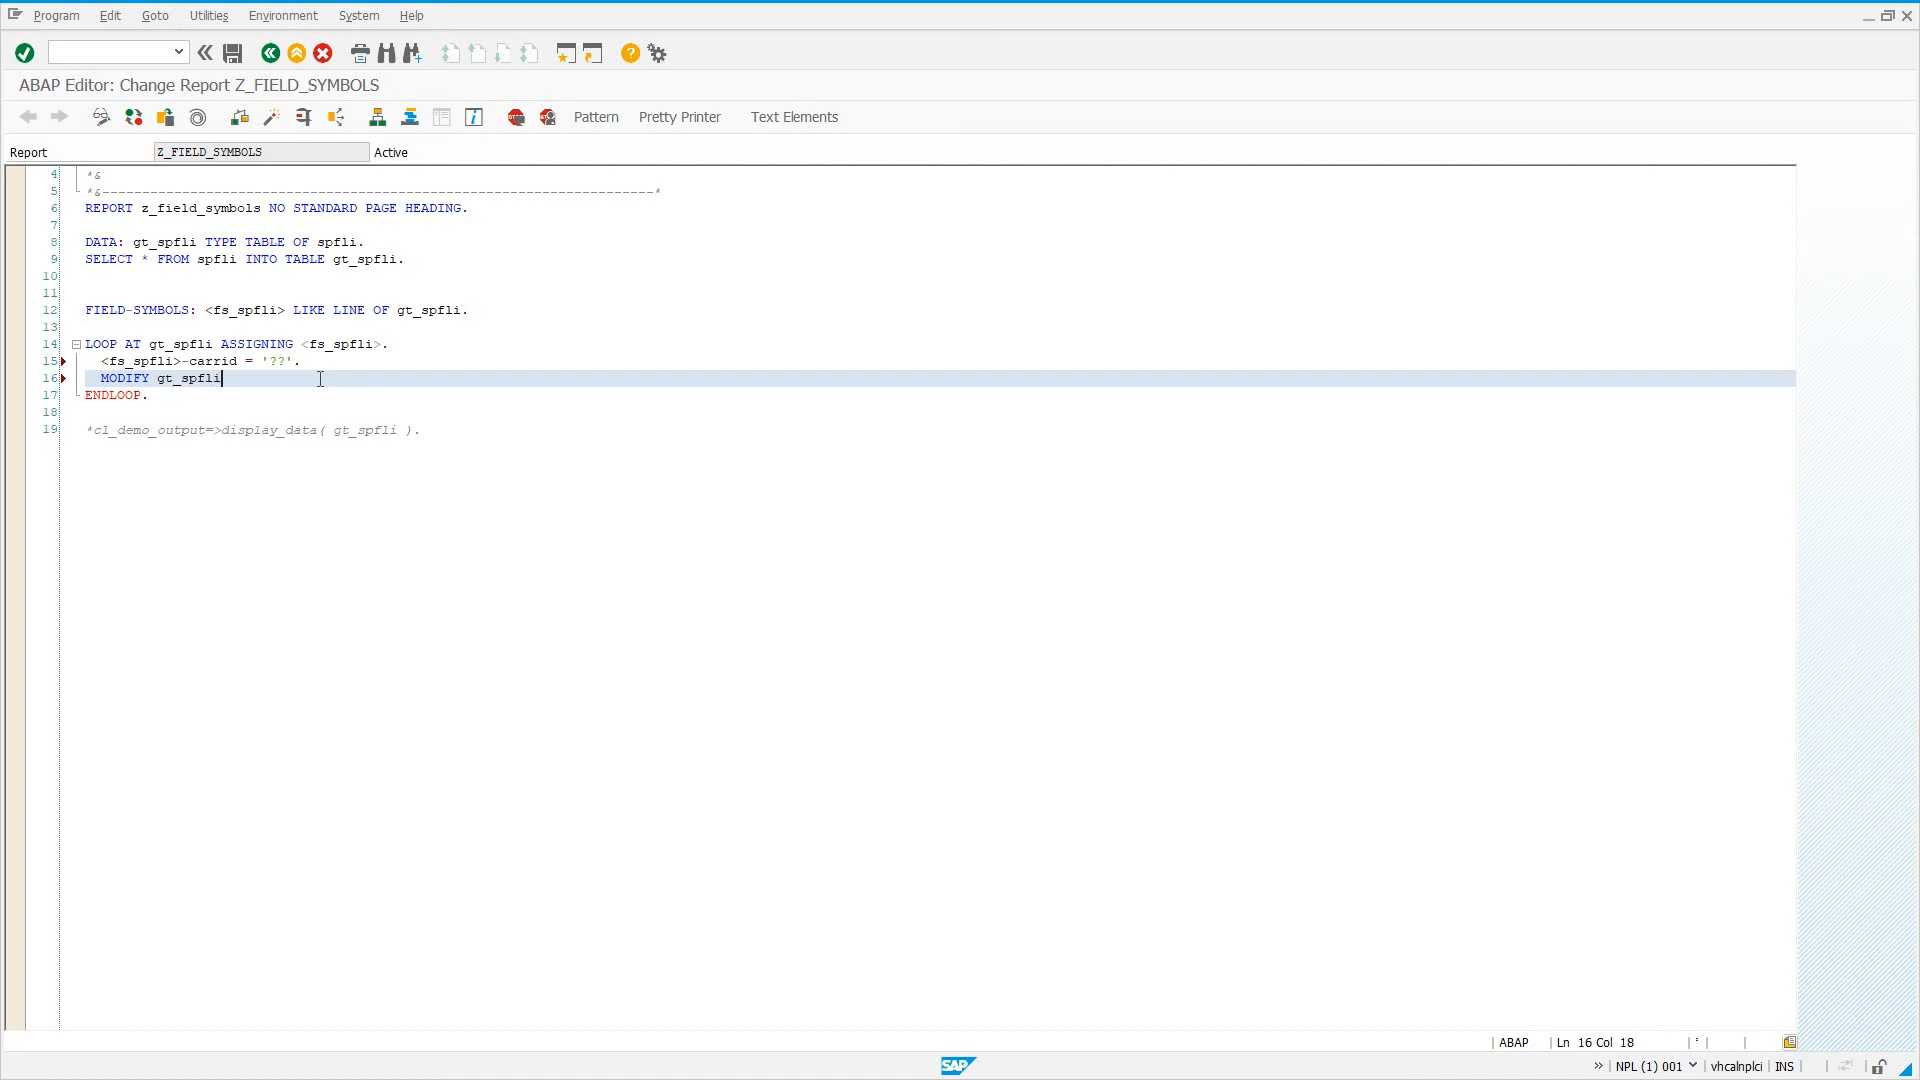 Program Edit Goto Utilities Environment System Help
ABAP Editor: Change Report Z_FIELD_SYMBOLS
Pattern Pretty Printer Text Elements
Report Z_FIELD_SYMBOLS Active
4 *&
5 *&---------------------------------------------------------------------*
6 REPORT z_field_symbols NO STANDARD PAGE HEADING.
7
8 DATA: gt_spfli TYPE TABLE OF spfli.
9 SELECT * FROM spfli INTO TABLE gt_spfli.
10
11
12 FIELD-SYMBOLS: <fs_spfli> LIKE LINE OF gt_spfli.
13
14 LOOP AT gt_spfli ASSIGNING <fs_spfli>.
15 <fs_spfli>-carrid = '??'.
16 MODIFY gt_spfli
17 ENDLOOP.
18
19 *cl_demo_output=>display_data( gt_spfli ).
ABAP Ln 16 Col 18
SAP » NPL (1) 001 vhcalnplci INS